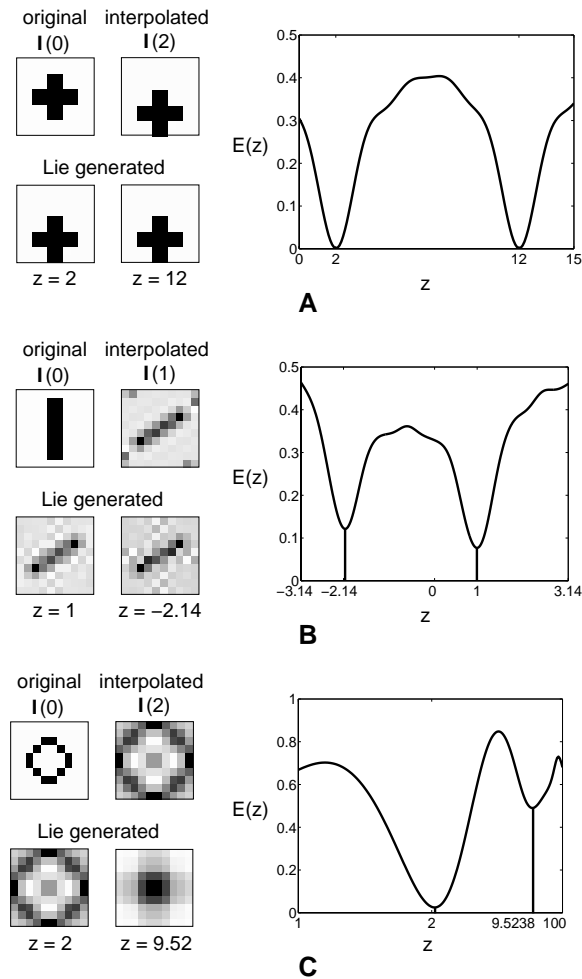 original interpolated
I(0) I(2)
Lie generated
z = 2 z = 12
0.5
0.4
0.3
E(z)
0.2
0.1
0
0 2 12 15
z
A
original interpolated
I(0) I(1)
Lie generated
z = 1 z = −2.14
0.5
0.4
0.3
E(z)
0.2
0.1
0
−3.14 −2.14 0 1 3.14
z
B
original interpolated
I(0) I(2)
Lie generated
z = 2 z = 9.52
1
0.8
0.6
E(z)
0.4
0.2
0
1 2 9.5238 100
z
C